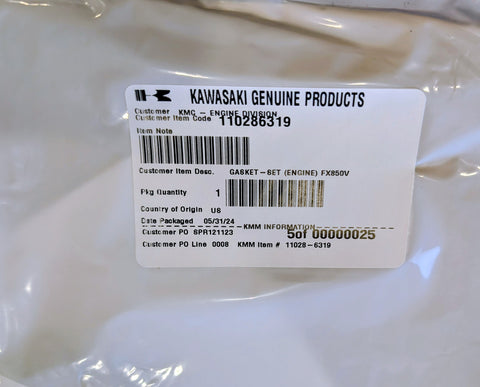 KAWASAKI GENUINE PRODUCTS
Customer KMC - ENGINE DIVISION
Customer Item Code 110286319
Item Note
Customer Item Desc. GASKET-SET (ENGINE) FX850V
Pkg Quantity 1
Country of Origin US
Date Packaged 05/31/24
KMM INFORMATION
Customer PO SPR121123 5of 00000025
Customer PO Line 0008 KMM Item # 11028-6319